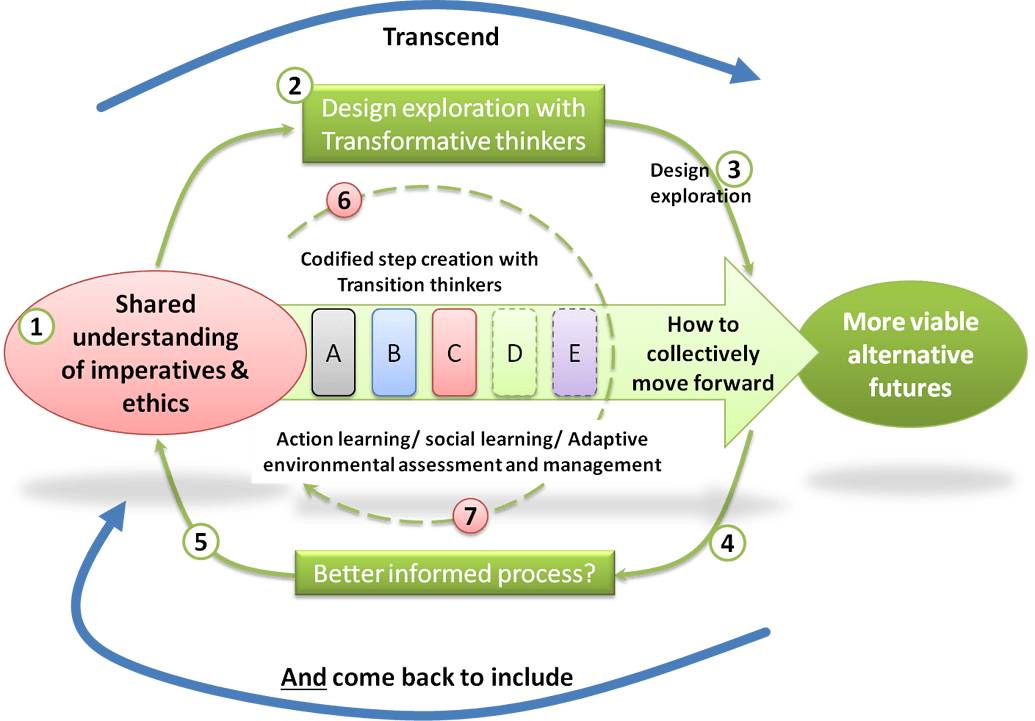 Transcend
2
Design exploration with
Transformative thinkers
3
Design
exploration
6
Codified step creation with
Transition thinkers
1
Shared
understanding
of imperatives &
ethics
A
B
C
D
E
How to
collectively
move forward
More viable
alternative
futures
Action learning/ social learning/ Adaptive
environmental assessment and management
7
5
4
Better informed process?
And come back to include